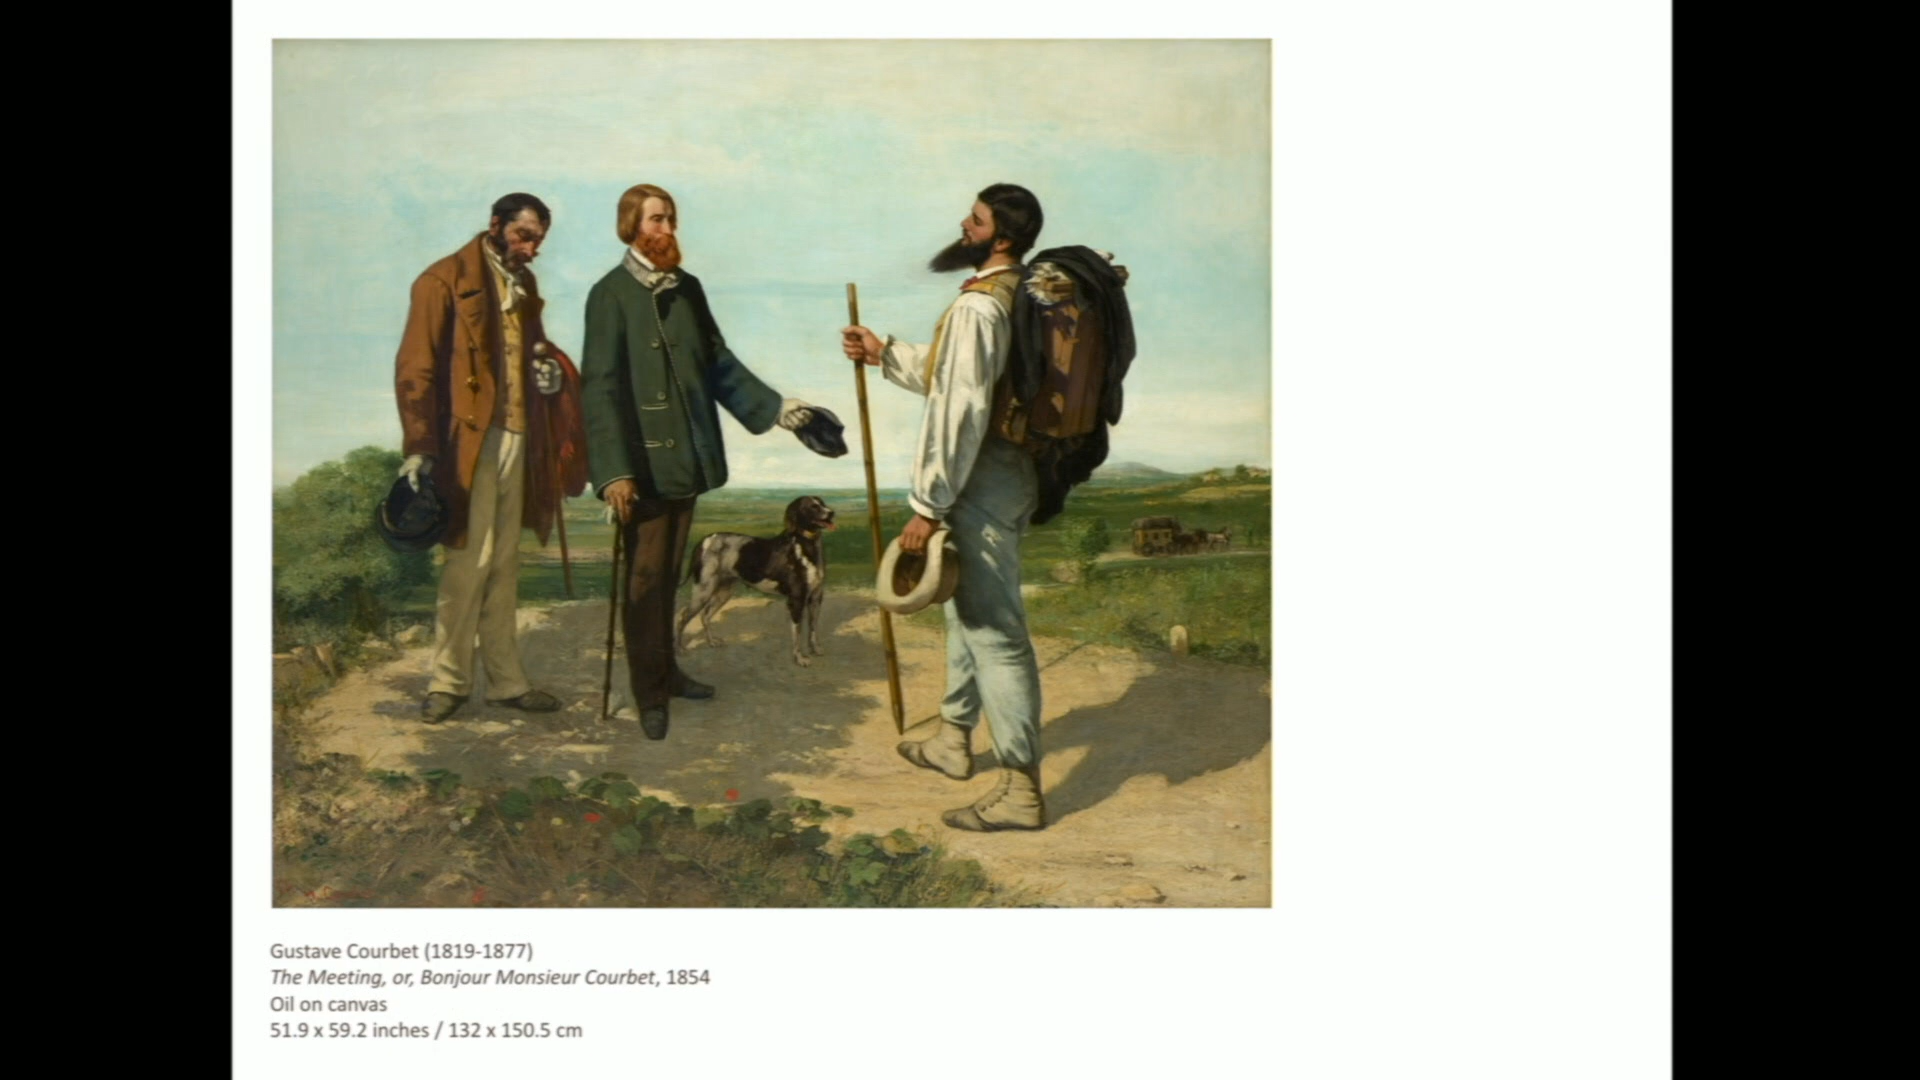 Gustave Courbet (1819-1877)
The Meeting, or, Bonjour Monsieur Courbet, 1854
Oil on canvas
51.9 x 59.2 inches / 132 x 150.5 cm